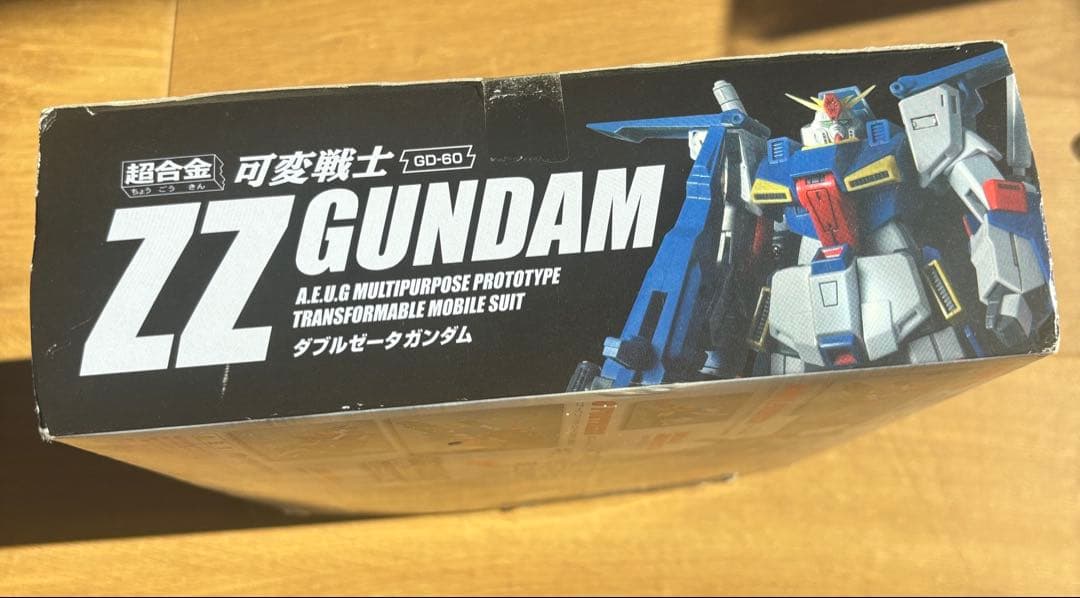 超合金 可変戦士 GD-60
ちょう ごう きん
ZZ GUNDAM
A.E.U.G MULTIPURPOSE PROTOTYPE
TRANSFORMABLE MOBILE SUIT
ダブルゼータガンダム